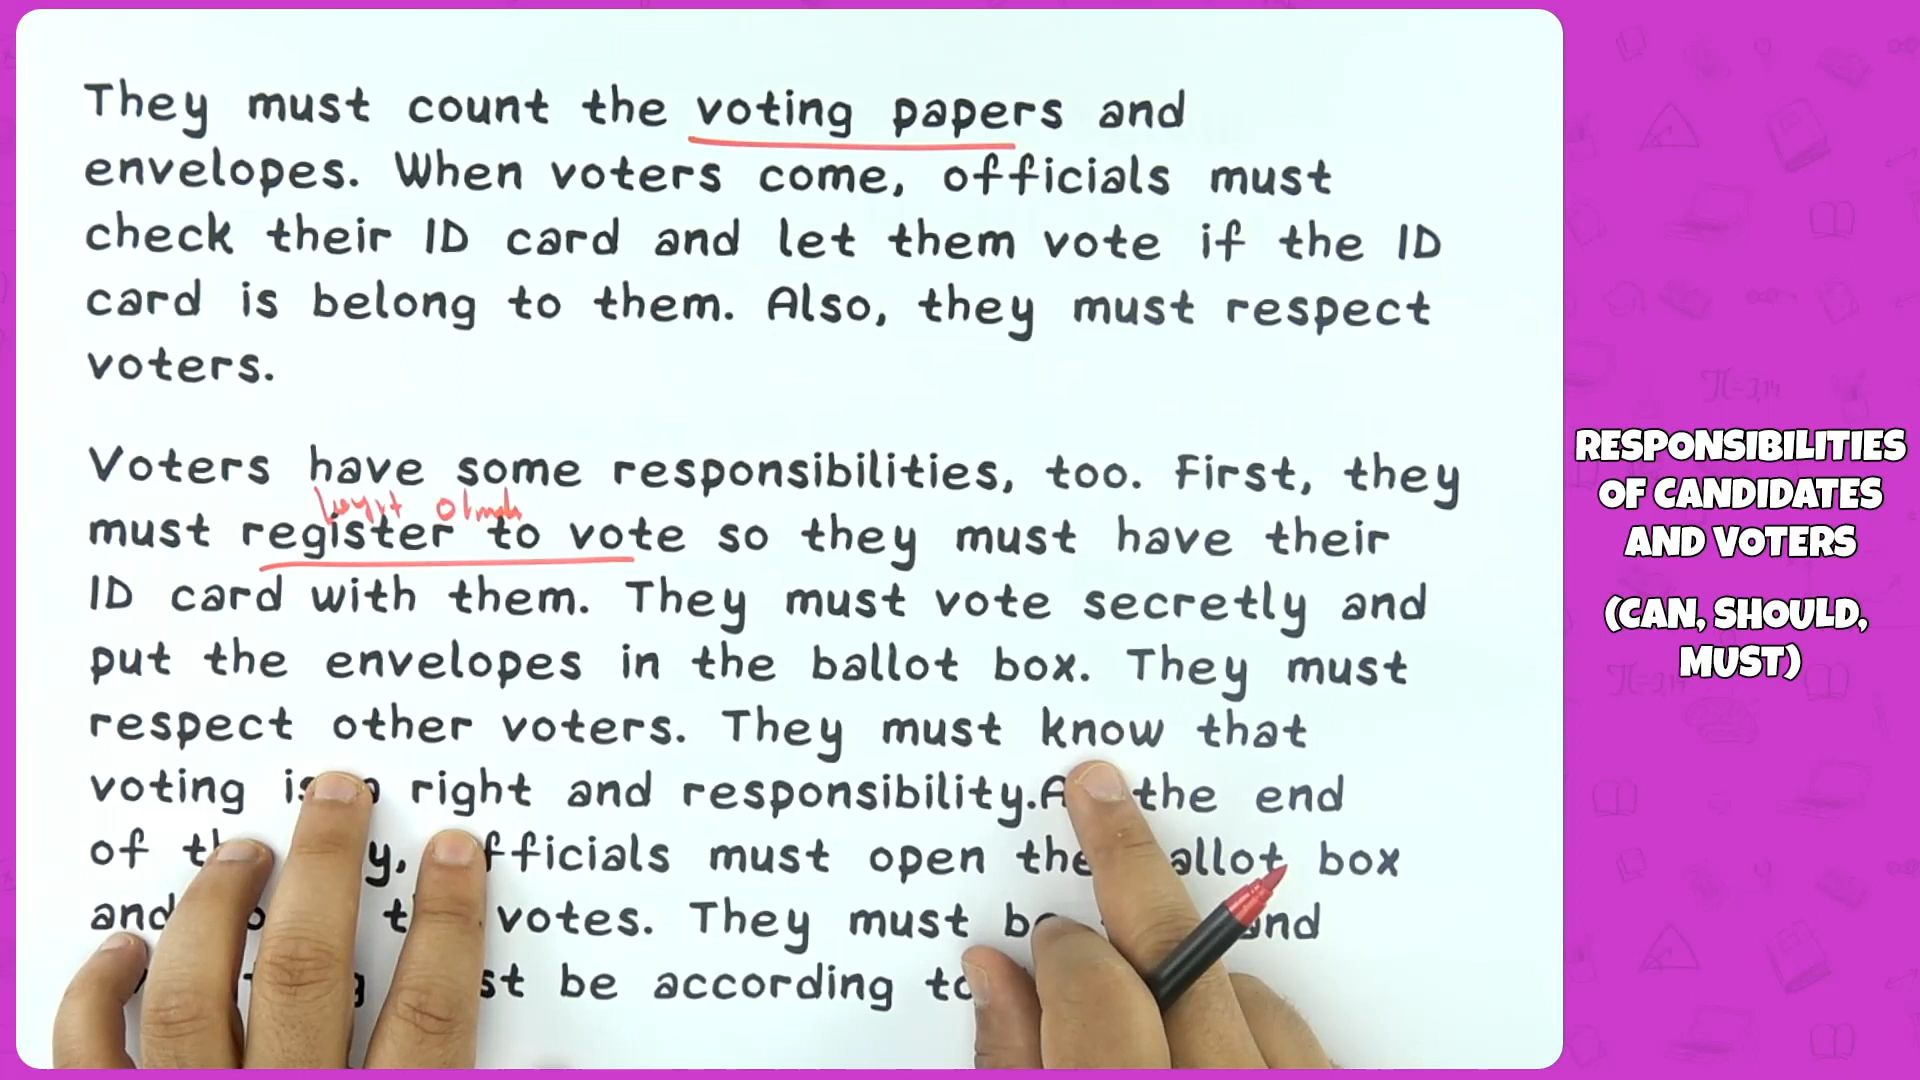 They must count the voting papers and
envelopes. When voters come, officials must
check their ID card and let them vote if the ID
card is belong to them. Also, they must respect
voters.
Voters have some responsibilities, too. First, they
kayıt olmak
must register to vote so they must have their
ID card with them. They must vote secretly and
put the envelopes in the ballot box. They must
respect other voters. They must know that
voting is a right and responsibility. the end
of officials must open the ballot box
and votes. They must and
be according to
RESPONSIBILITIES
OF CANDIDATES
AND VOTERS
(CAN, SHOULD,
MUST)